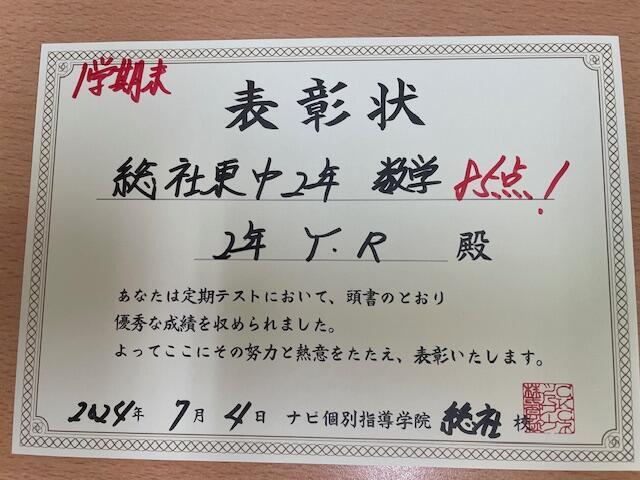 1学期末
表彰状
総社東中2年 数学 85点!
2年 Y.R 殿
あなたは定期テストにおいて、頭書のとおり
優秀な成績を収められました。
よってここにその努力と熱意をたたえ、表彰いたします。
2024年 7月 4日 ナビ個別指導学院 総社 校